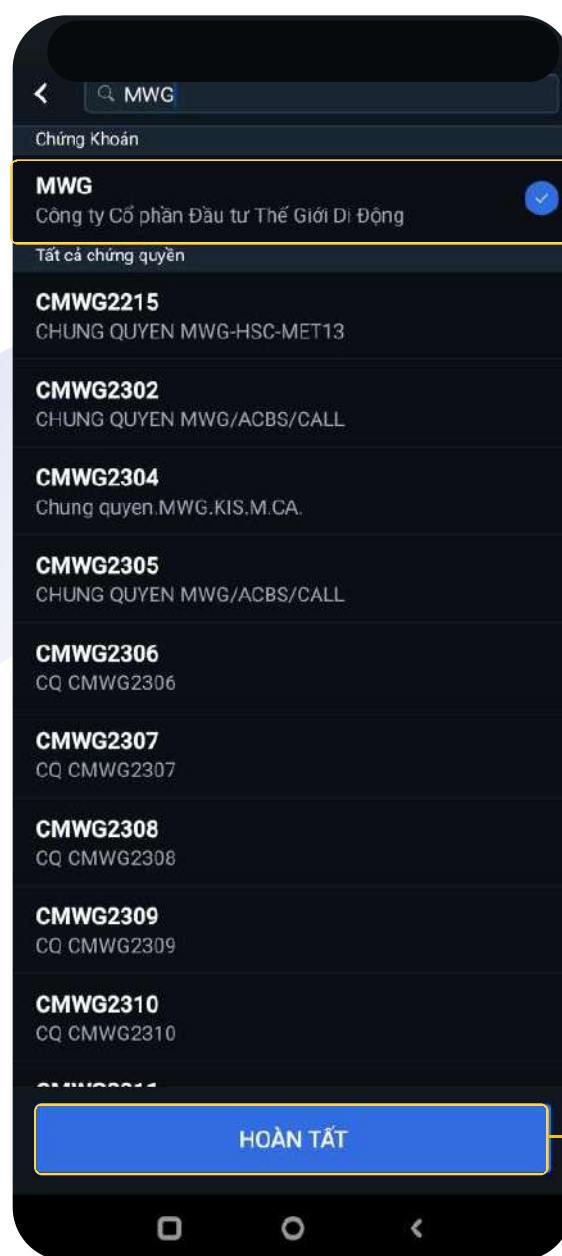 MWG
Chứng Khoán
MWG
Công ty Cổ phần Đầu tư Thế Giới Di Động
Tất cả chứng quyền
CMWG2215
CHUNG QUYEN MWG-HSC-MET13
CMWG2302
CHUNG QUYEN MWG/ACBS/CALL
CMWG2304
Chung quyen.MWG.KIS.M.CA.
CMWG2305
CHUNG QUYEN MWG/ACBS/CALL
CMWG2306
CQ CMWG2306
CMWG2307
CQ CMWG2307
CMWG2308
CQ CMWG2308
CMWG2309
CQ CMWG2309
CMWG2310
CQ CMWG2310
HOÀN TẤT